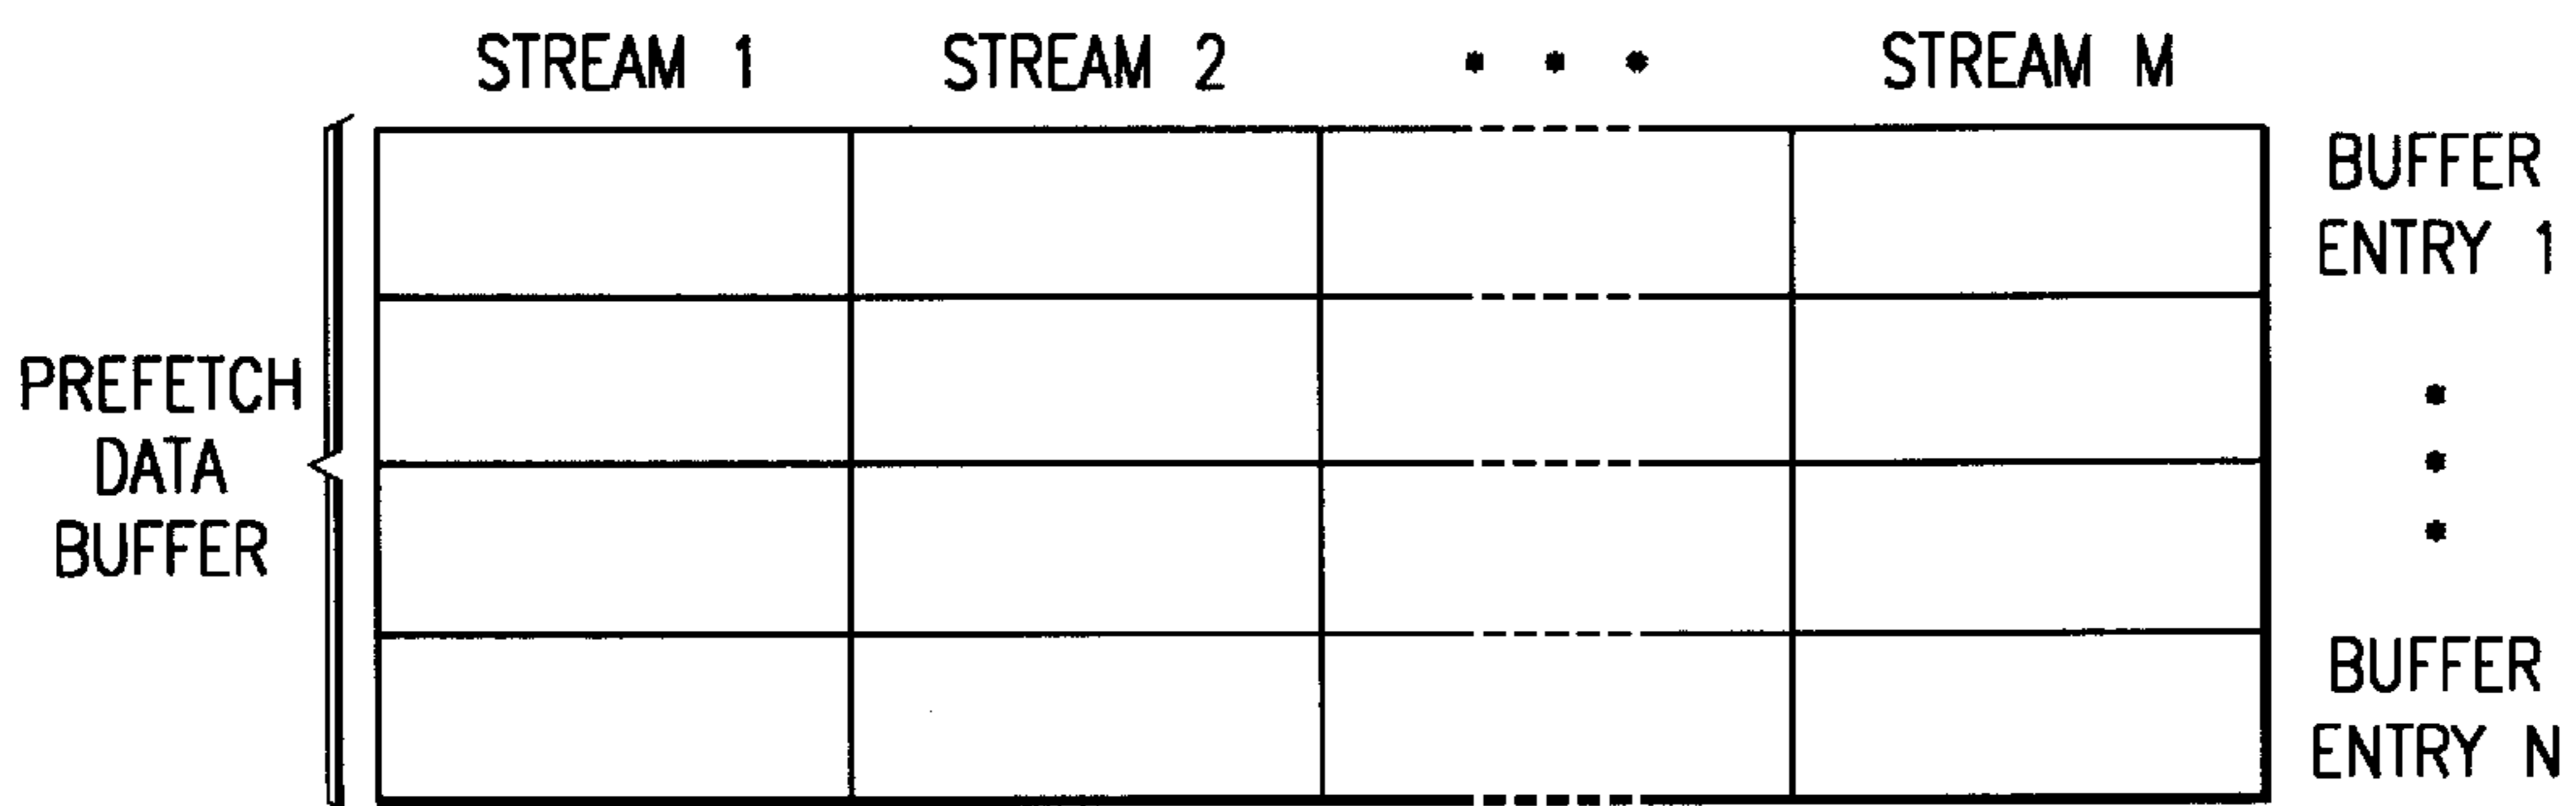 STREAM 1 STREAM 2 • • • STREAM M
BUFFER
ENTRY 1
PREFETCH
DATA
BUFFER
•
•
•
BUFFER
ENTRY N